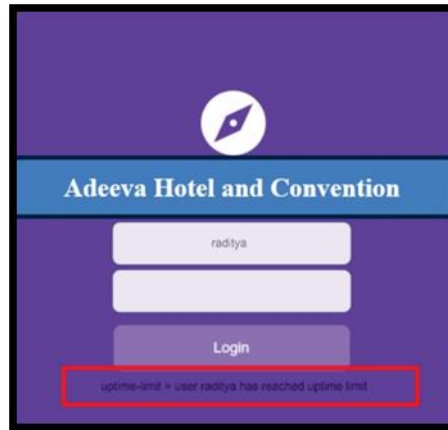 Adeeva Hotel and Convention
raditya
Login
uptime-limit = user raditya has reached uptime limit